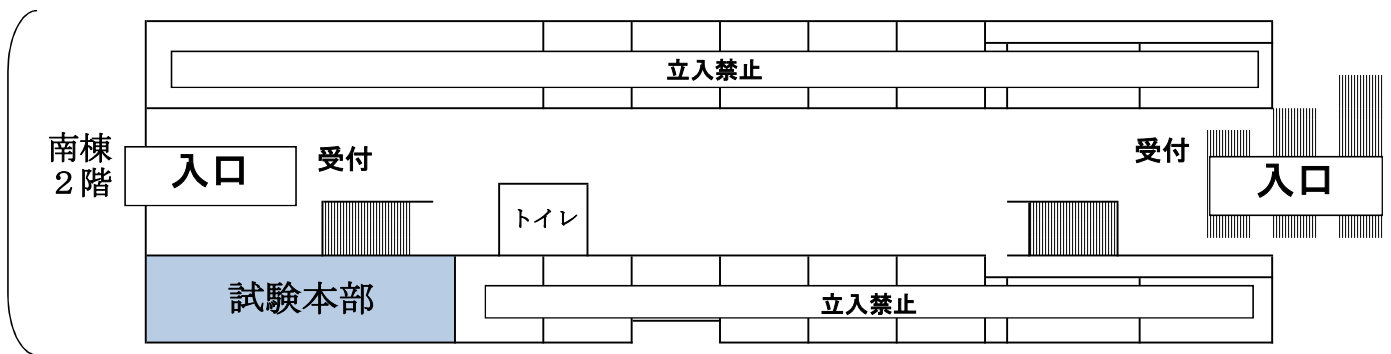 立入禁止
南棟
２階
入口
受付
トイレ
受付
入口
試験本部
立入禁止